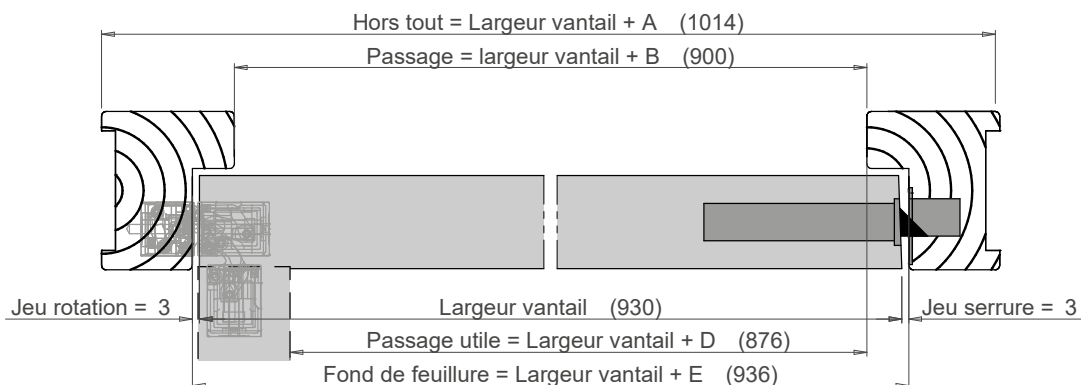 Hors tout = Largeur vantail + A (1014)
Passage = largeur vantail + B (900)
Jeu rotation = 3
Largeur vantail (930)
Jeu serrure = 3
Passage utile = Largeur vantail + D (876)
Fond de feuillure = Largeur vantail + E (936)